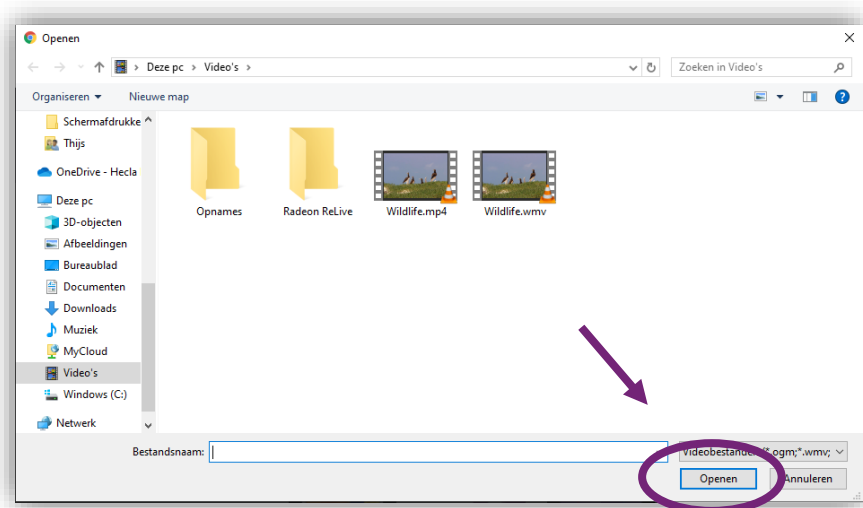 Openen
Deze pc › Video's ›
Zoeken in Video's
Organiseren
Nieuwe map
Schermafdrukke
Thijs
OneDrive - Hecla
Deze pc
3D-objecten
Afbeeldingen
Bureaublad
Documenten
Downloads
Muziek
MyCloud
Video's
Windows (C:)
Netwerk
Opnames
Radeon ReLive
Wildlife.mp4
Wildlife.wmv
Bestandsnaam:
Videobestanden (*.ogm;*.wmv;
Openen
Annuleren